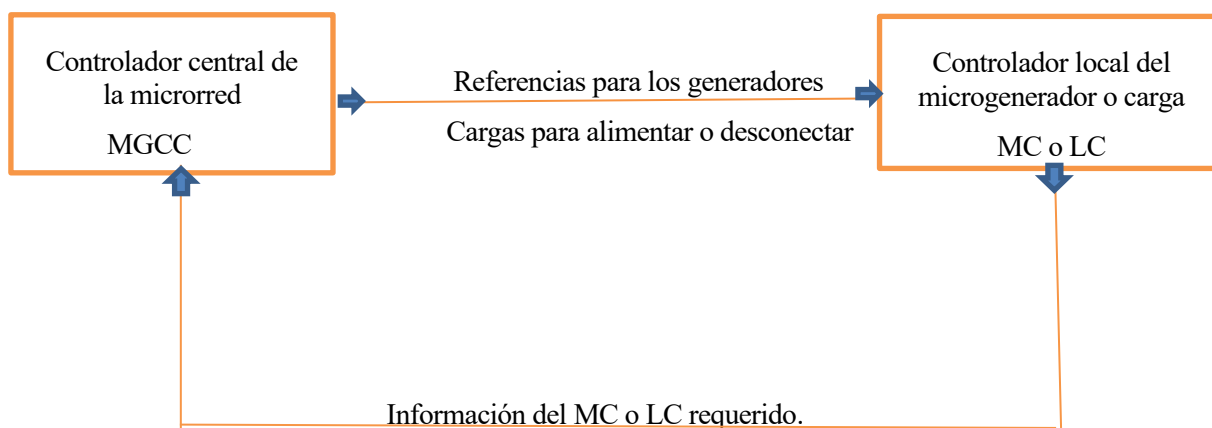 Controlador central de
la microrred
MGCC
Referencias para los generadores
Cargas para alimentar o desconectar
Controlador local del
microgenerador o carga
MC o LC
Información del MC o LC requerido.